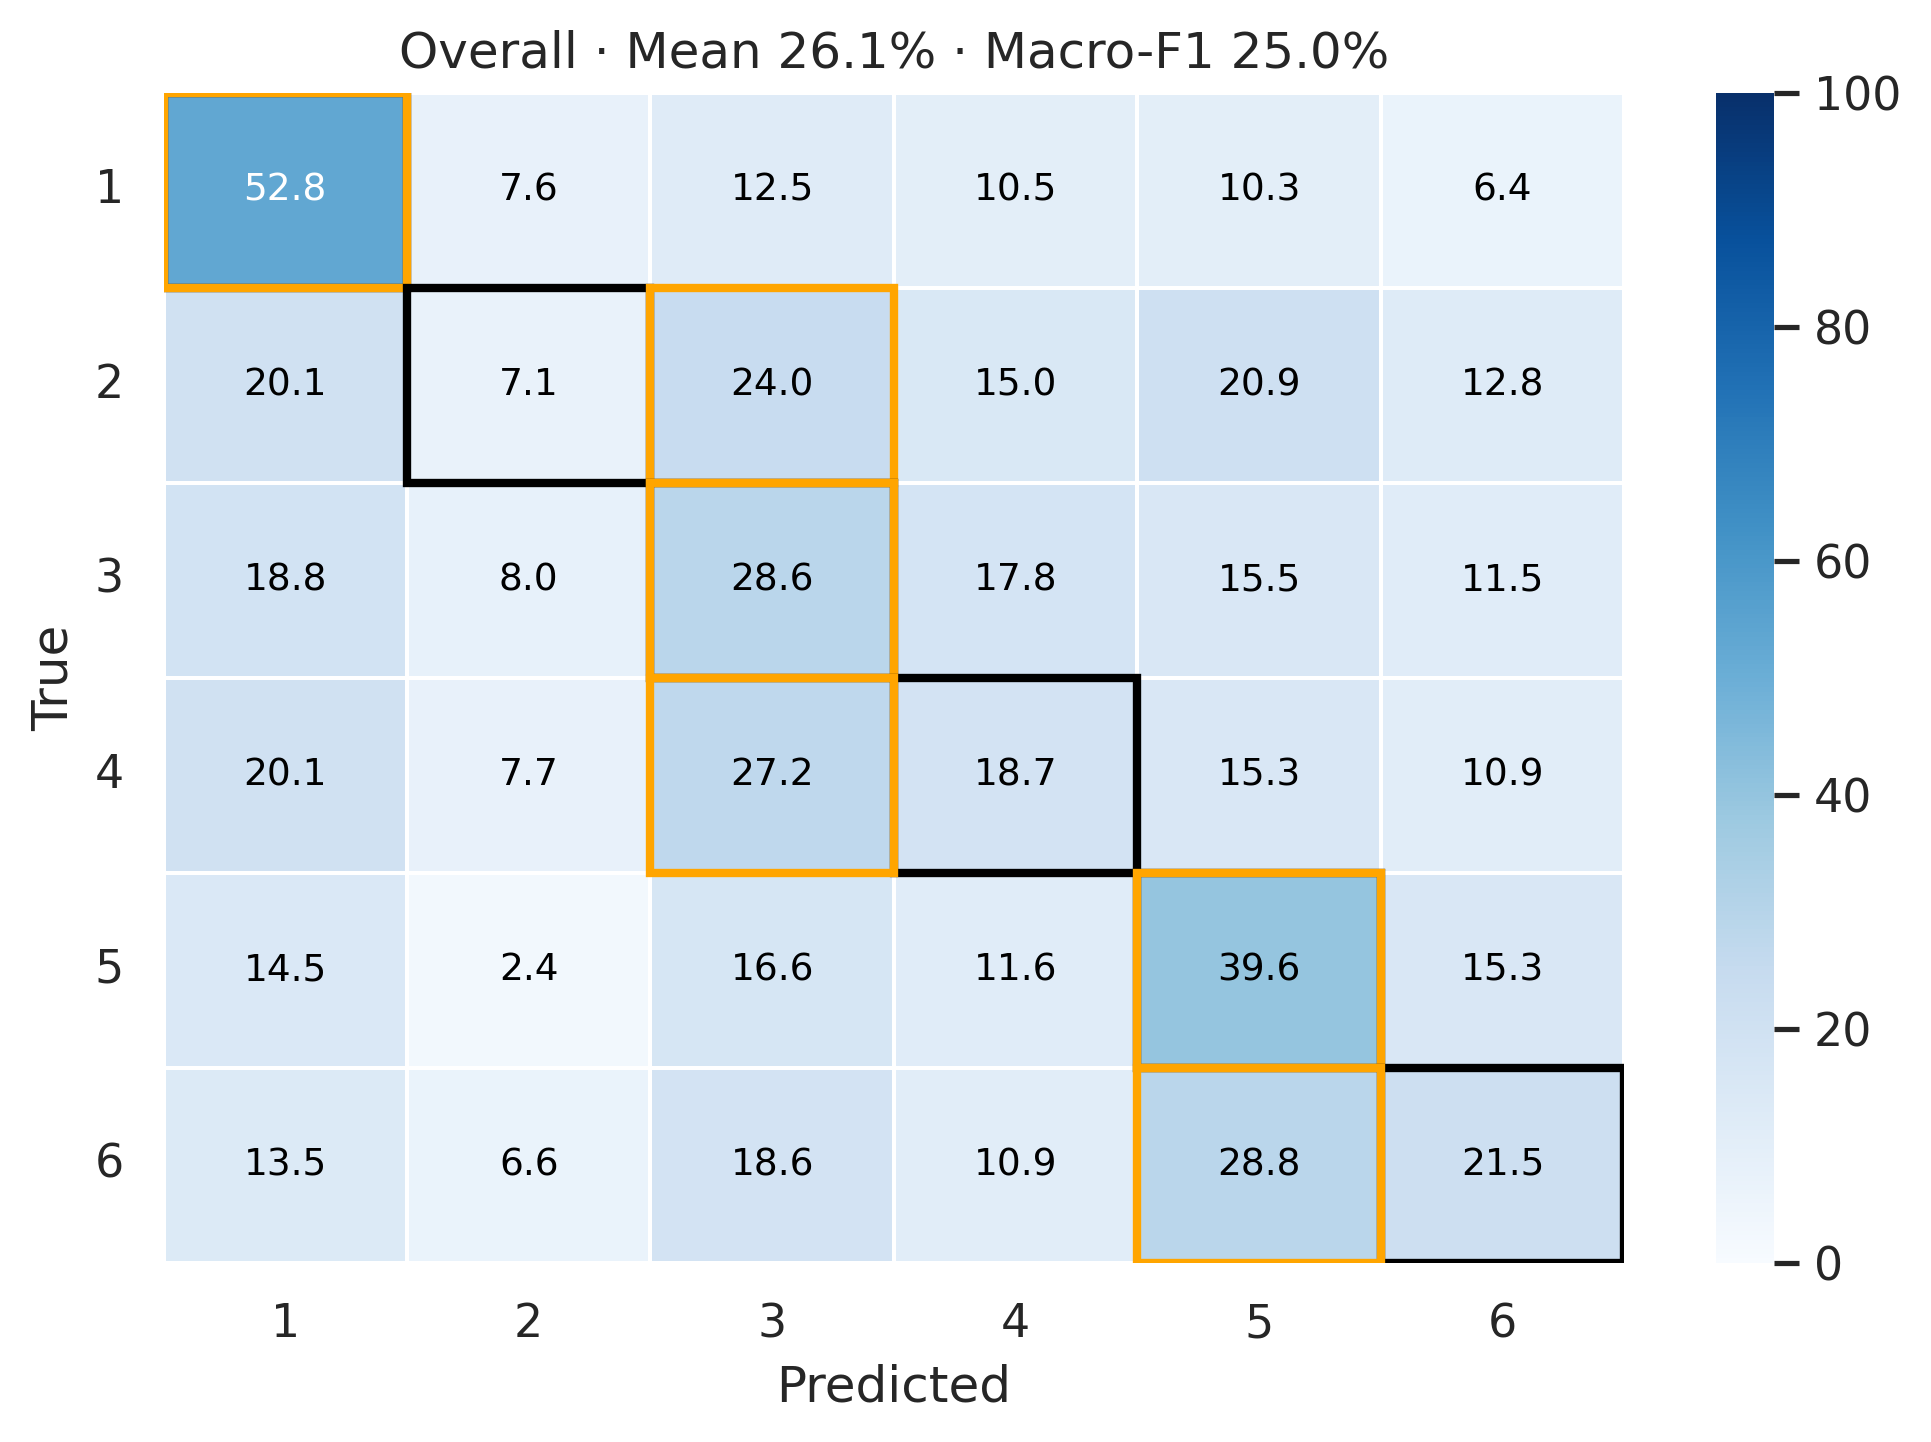 Overall · Mean 26.1% · Macro-F1 25.0%
1 52.8 7.6 12.5 10.5 10.3 6.4
2 20.1 7.1 24.0 15.0 20.9 12.8
3 18.8 8.0 28.6 17.8 15.5 11.5
4 20.1 7.7 27.2 18.7 15.3 10.9
5 14.5 2.4 16.6 11.6 39.6 15.3
6 13.5 6.6 18.6 10.9 28.8 21.5
1 2 3 4 5 6
True
Predicted
100
80
60
40
20
0